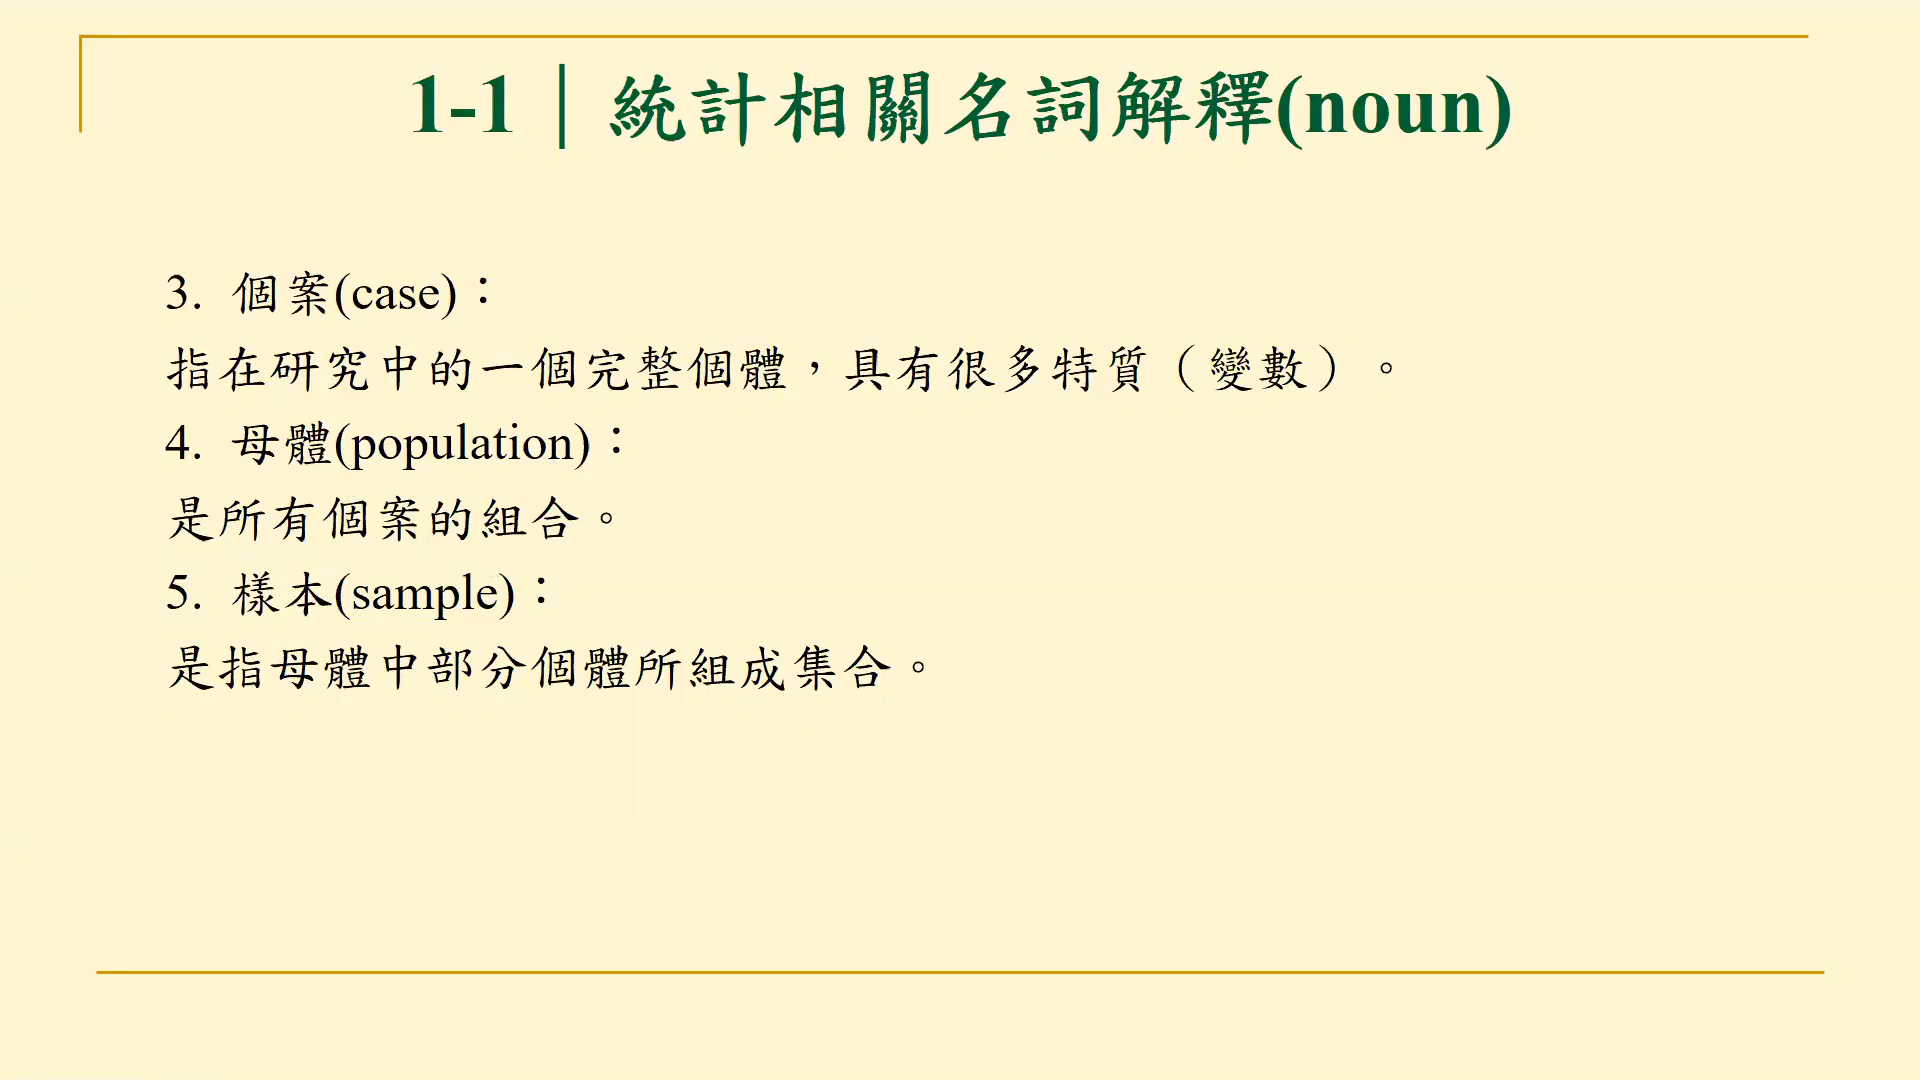 1-1│統計相關名詞解釋(noun)
3. 個案(case)：
指在研究中的一個完整個體，具有很多特質（變數）。
4. 母體(population)：
是所有個案的組合。
5. 樣本(sample)：
是指母體中部分個體所組成集合。